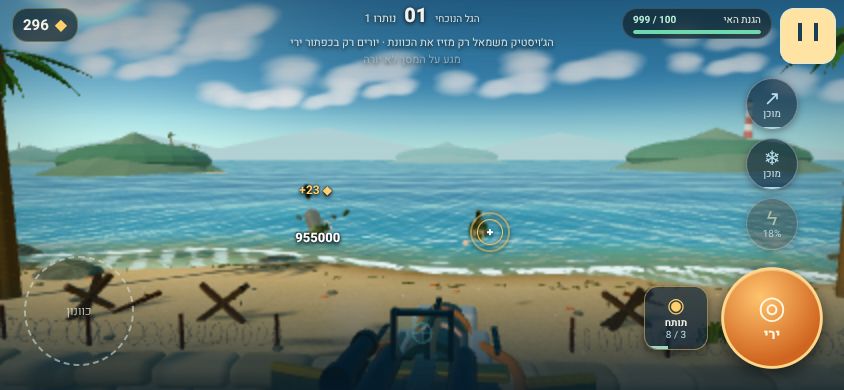 296
הגל הנוכחי 01 נותרו 1
הג׳ויסטיק משמאל רק מזיז את הכוונת · יורים רק בכפתור ירי
מגע על המסך לא יורה
הגנת האי 999 / 100
מוכן
מוכן
18%
+23
955000
כוונון
תותח
8 / 3
ירי